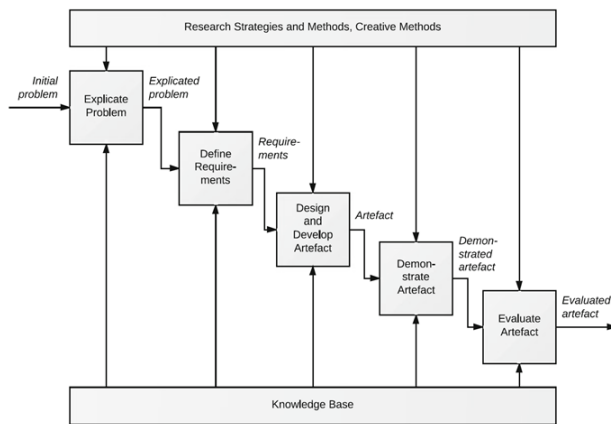 Research Strategies and Methods, Creative Methods
Initial
problem
Explicate
Problem
Explicated
problem
Define
Require-
ments
Require-
ments
Design
and
Develop
Artefact
Artefact
Demon-
strate
Artefact
Demon-
strated
artefact
Evaluate
Artefact
Evaluated
artefact
Knowledge Base